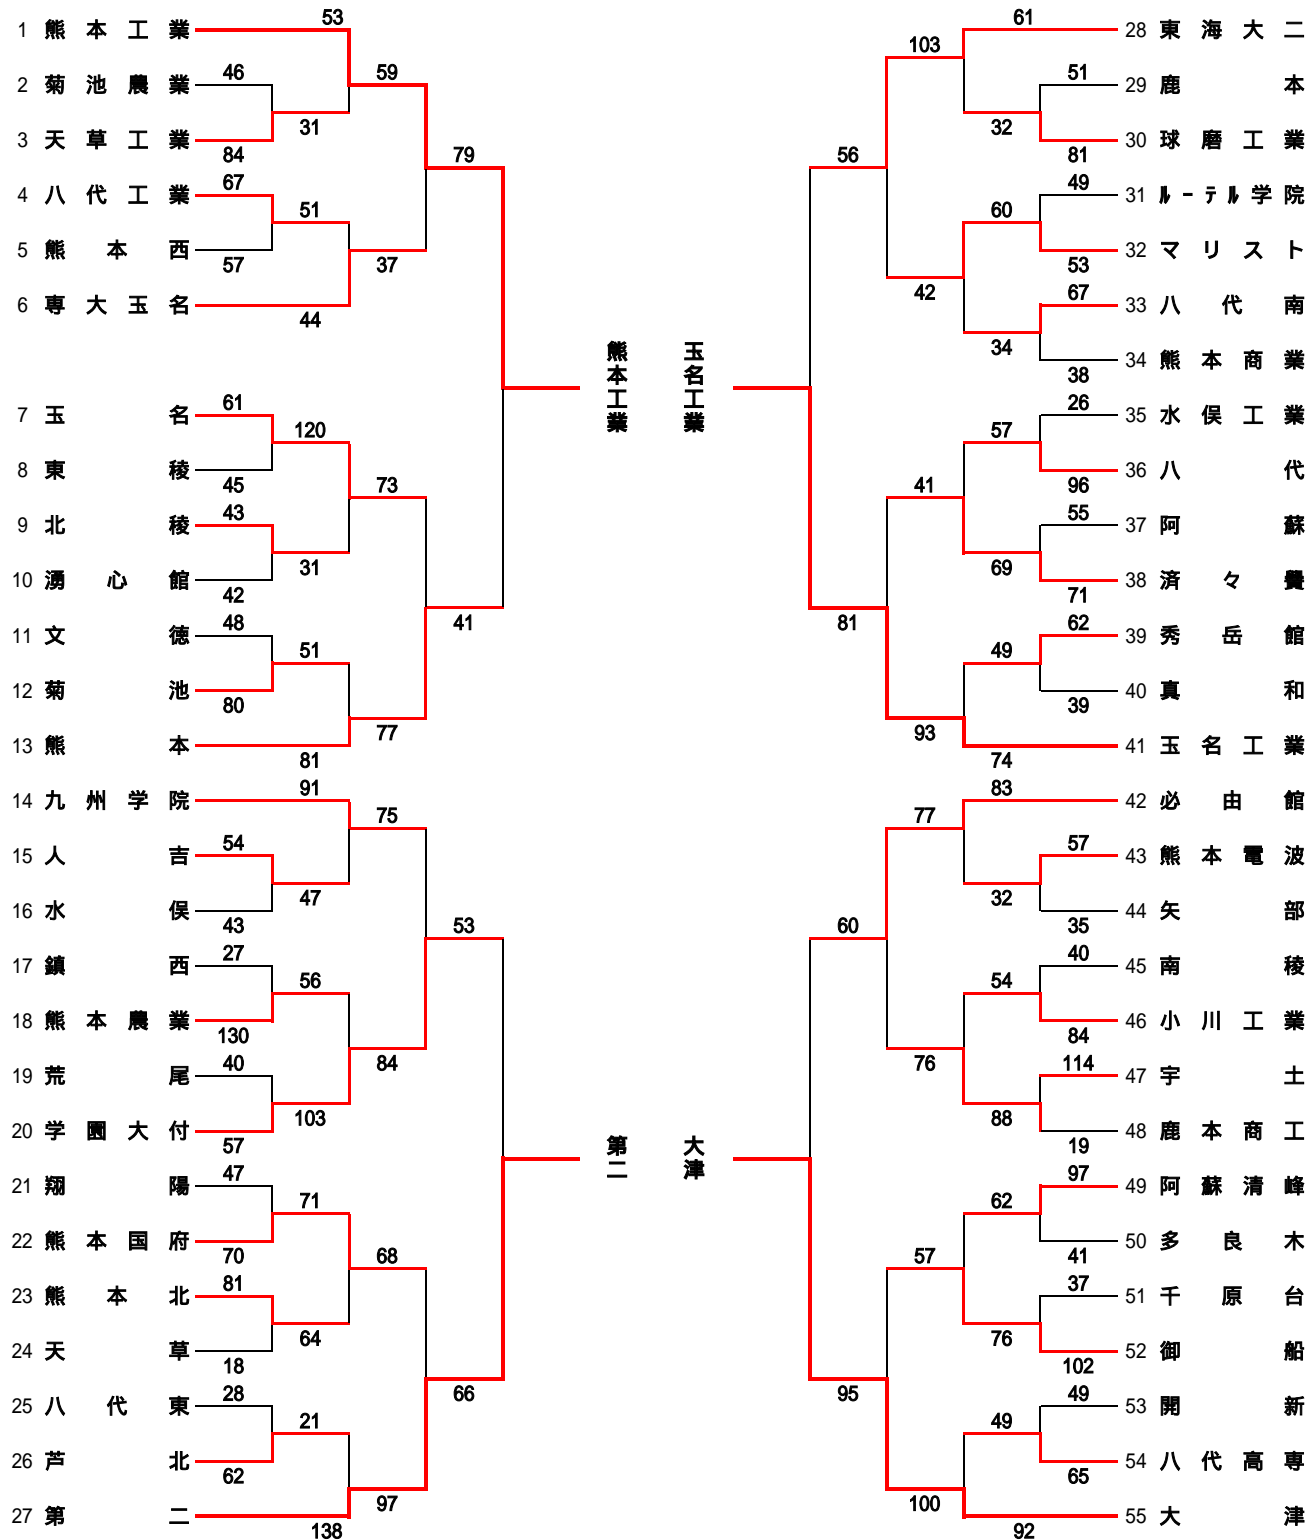 53
1 熊本工業
46
59
2 菊池農業
31
3 天草工業
84
79
67
4 八代工業
51
5 熊本西
57
37
6 専大玉名
44
61
7 玉名
120
8 東稜
45
73
43
9 北稜
31
10 湧心館
42
48
41
11 文徳
51
12 菊池
80
77
13 熊本
81
91
14 九州学院
75
54
15 人吉
47
16 水俣
43
53
27
17 鎮西
56
18 熊本農業
130
40
84
19 荒尾
103
20 学園大付
57
47
21 翔陽
71
22 熊本国府
70
68
81
23 熊本北
64
24 天草
18
28
66
25 八代東
21
26 芦北
62
97
27 第二
138
熊本工業
玉名工業
第二
大津
61
28 東海大二
103
51
29 鹿本
32
30 球磨工業
81
56
49
31 ルーテル学院
60
32 マリスト
53
42
67
33 八代南
34
34 熊本商業
38
26
35 水俣工業
57
36 八代
96
41
55
37 阿蘇
69
38 済々黌
71
81
62
39 秀岳館
49
40 真和
39
93
41 玉名工業
74
83
42 必由館
77
57
43 熊本電波
32
44 矢部
35
60
40
45 南稜
54
46 小川工業
84
76
114
47 宇土
88
48 鹿本商工
19
97
49 阿蘇清峰
62
50 多良木
41
57
37
51 千原台
76
52 御船
102
95
49
53 開新
49
54 八代高専
65
100
55 大津
92